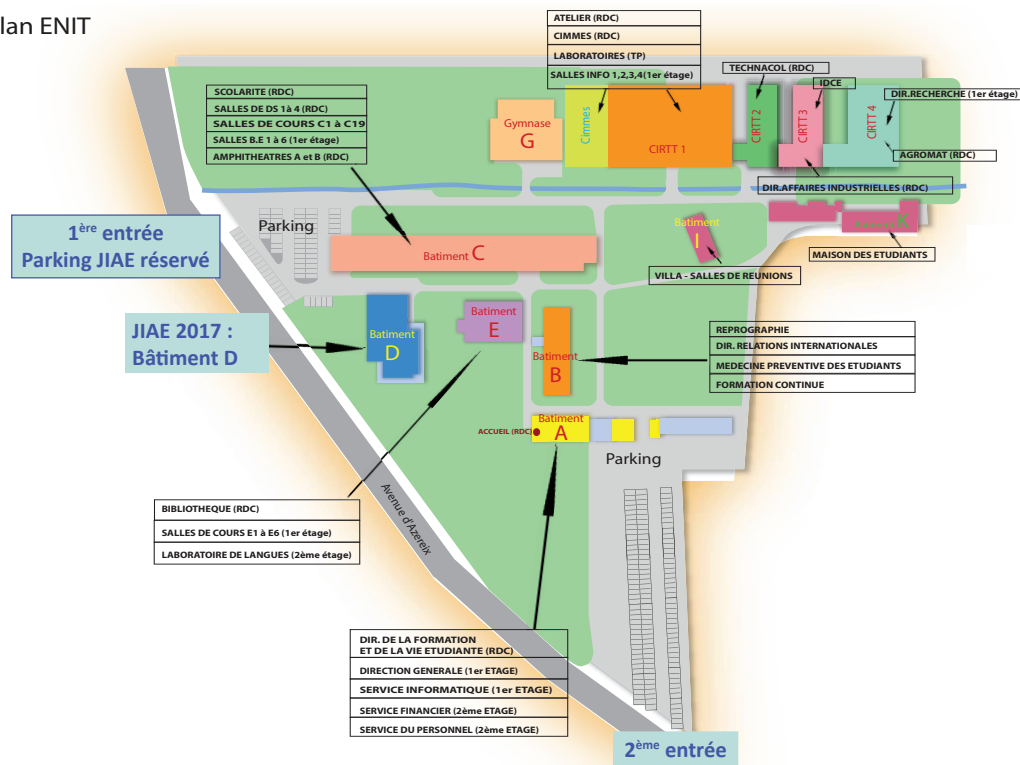 lan ENIT
ATELIER (RDC)
CIMMES (RDC)
LABORATOIRES (TP)
SALLES INFO 1,2,3,4(1er étage)
TECHNACOL (RDC)
IDCE
DIR.RECHERCHE (1er étage)
SCOLARITE (RDC)
SALLES DE DS 1à 4 (RDC)
SALLES DE COURS C1 à C19
SALLES B.E 1 à 6 (1er étage)
AMPHITHEATRES A et B (RDC)
Gymnase
G
Cimmes
CIRTT 1
CIRTT 2
CIRTT 3
CIRTT 4
AGROMAT (RDC)
DIR.AFFAIRES INDUSTRIELLES (RDC)
1ère entrée
Parking JIAE réservé
Parking
Batiment C
Batiment
I
K
MAISON DES ETUDIANTS
VILLA - SALLES DE REUNIONS
JIAE 2017 :
Bâtiment D
Batiment
D
Batiment
E
Batiment
B
REPROGRAPHIE
DIR. RELATIONS INTERNATIONALES
MEDECINE PREVENTIVE DES ETUDIANTS
FORMATION CONTINUE
Batiment
A
ACCUEIL (RDC)
Parking
Avenue d'Azereix
BIBLIOTHEQUE (RDC)
SALLES DE COURS E1 à E6 (1er étage)
LABORATOIRE DE LANGUES (2ème étage)
DIR. DE LA FORMATION
ET DE LA VIE ETUDIANTE (RDC)
DIRECTION GENERALE (1er ETAGE)
SERVICE INFORMATIQUE (1er ETAGE)
SERVICE FINANCIER (2ème ETAGE)
SERVICE DU PERSONNEL (2ème ETAGE)
2ème entrée